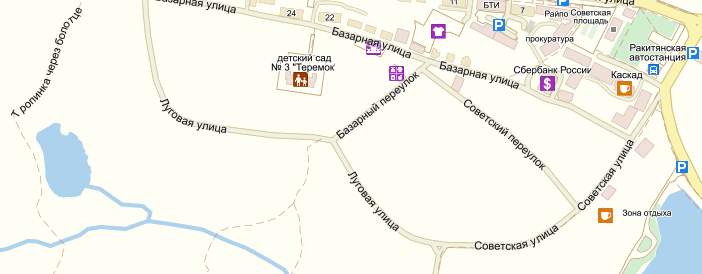 Базарная улица
24
22
11
БТИ
7
Райпо
Советская
площадь
прокуратура
Базарная улица
Ракитянская
автостанция
детский сад
№ 3 "Теремок
Базарная улица
Сбербанк России
Каскад
Тропинка через болотце
Луговая улица
Базарный переулок
Советский переулок
Советская улица
Луговая улица
Зона отдыха
Советская улица
P
P
P
$